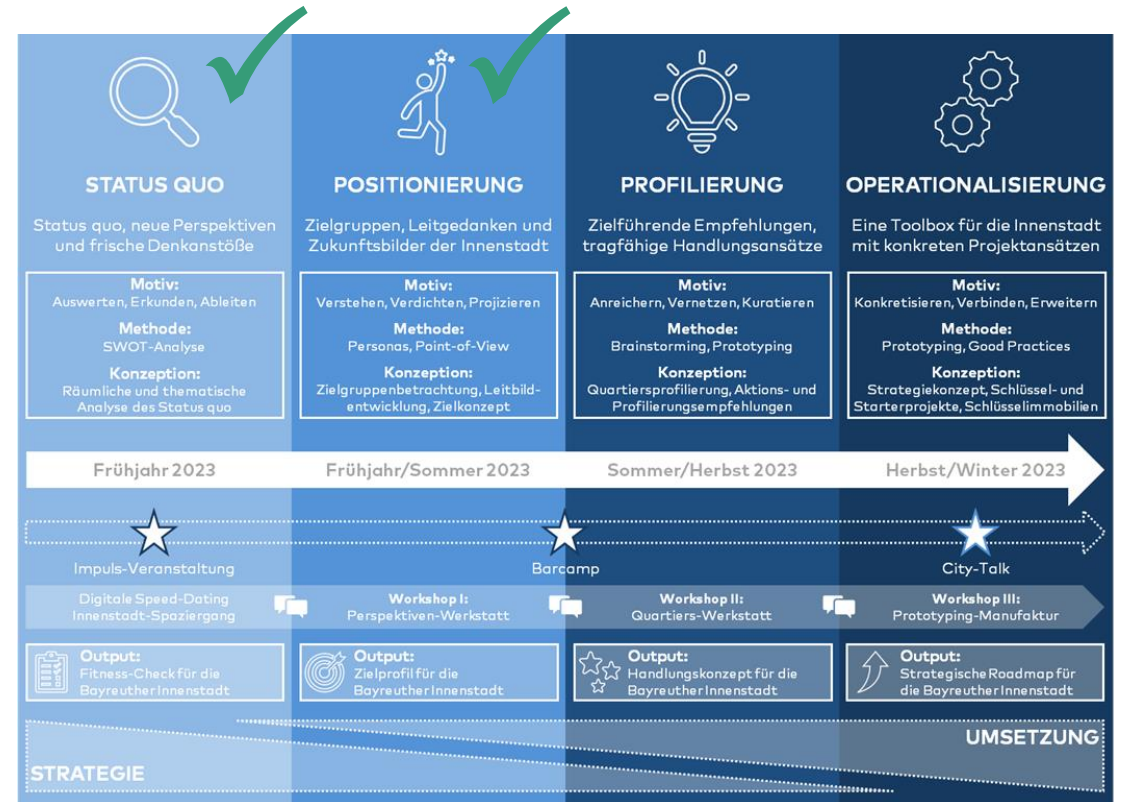 STATUS QUO
Status quo, neue Perspektiven
und frische Denkanstöße
Motiv:
Auswerten, Erkunden, Ableiten
Methode:
SWOT-Analyse
Konzeption:
Räumliche und thematische
Analyse des Status quo
POSITIONIERUNG
Zielgruppen, Leitgedanken und
Zukunftsbilder der Innenstadt
Motiv:
Verstehen, Verdichten, Projizieren
Methode:
Personas, Point-of-View
Konzeption:
Zielgruppenbetrachtung, Leitbild-
entwicklung, Zielkonzept
PROFILIERUNG
Zielführende Empfehlungen,
tragfähige Handlungsansätze
Motiv:
Anreichern, Vernetzen, Kuratieren
Methode:
Brainstorming, Prototyping
Konzeption:
Quartiersprofilierung, Aktions- und
Profilierungsempfehlungen
OPERATIONALISIERUNG
Eine Toolbox für die Innenstadt
mit konkreten Projektansätzen
Motiv:
Konkretisieren, Verbinden, Erweitern
Methode:
Prototyping, Good Practices
Konzeption:
Strategiekonzept, Schlüssel- und
Starterprojekte, Schlüsselimmobilien
Frühjahr 2023
Frühjahr/Sommer 2023
Sommer/Herbst 2023
Herbst/Winter 2023
Impuls-Veranstaltung
Barcamp
City-Talk
Digitale Speed-Dating
Innenstadt-Spaziergang
Workshop I:
Perspektiven-Werkstatt
Workshop II:
Quartiers-Werkstatt
Workshop III:
Prototyping-Manufaktur
Output:
Fitness-Check für die
Bayreuther Innenstadt
Output:
Zielprofil für die
Bayreuther Innenstadt
Output:
Handlungskonzept für die
Bayreuther Innenstadt
Output:
Strategische Roadmap für
die Bayreuther Innenstadt
UMSETZUNG
STRATEGIE